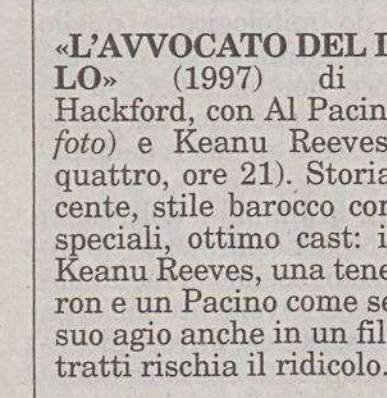 «L'AVVOCATO DEL D
LO» (1997) di
Hackford, con Al Pacin
foto) e Keanu Reeves
quattro, ore 21). Storia
cente, stile barocco con
speciali, ottimo cast: i
Keanu Reeves, una tene
ron e un Pacino come se
suo agio anche in un fil
tratti rischia il ridicolo.